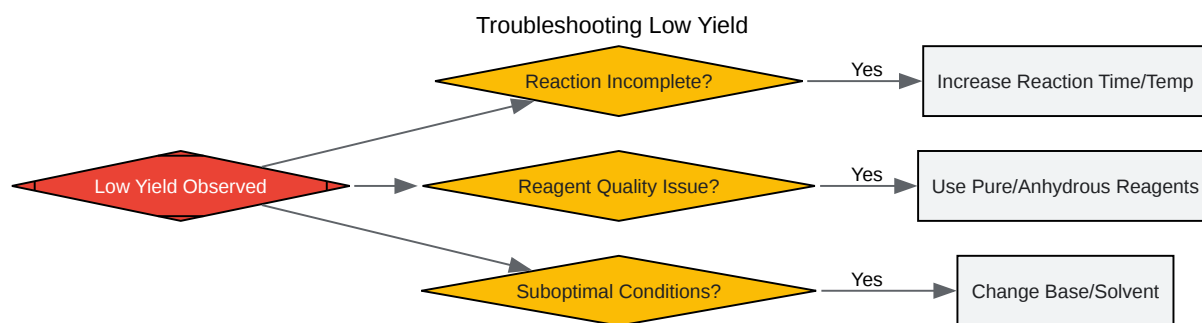 Troubleshooting Low Yield
Reaction Incomplete?
Yes
Increase Reaction Time/Temp
Low Yield Observed
Reagent Quality Issue?
Yes
Use Pure/Anhydrous Reagents
Suboptimal Conditions?
Yes
Change Base/Solvent